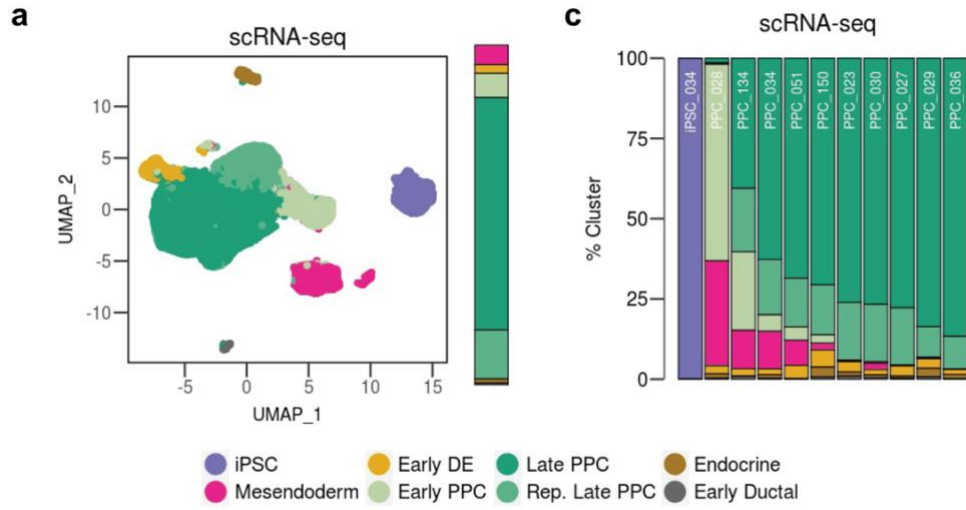 a
scRNA-seq
UMAP_2
10
5
0
-5
-10
-5
0
5
10
15
UMAP_1
c
scRNA-seq
% Cluster
100
75
50
25
0
iPSC_034
PPC_028
PPC_134
PPC_034
PPC_051
PPC_150
PPC_023
PPC_030
PPC_027
PPC_029
PPC_036
iPSC
Early DE
Late PPC
Endocrine
Mesendoderm
Early PPC
Rep. Late PPC
Early Ductal